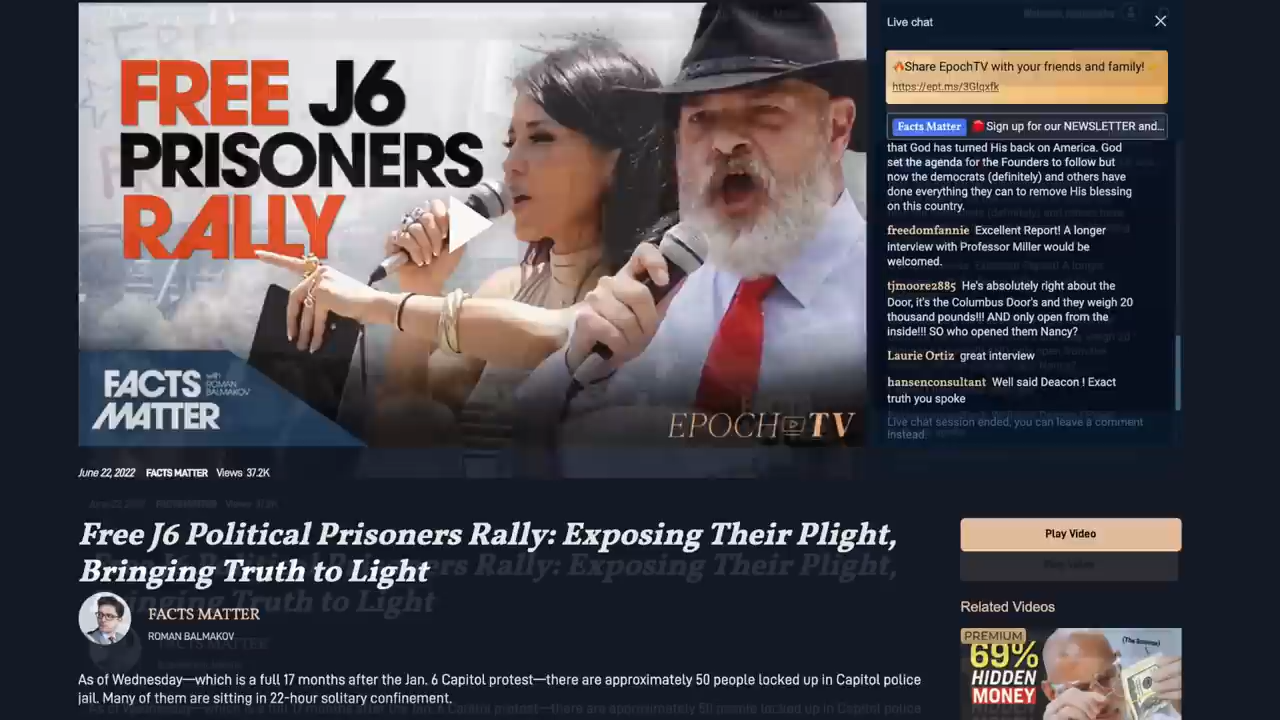 FREE J6
PRISONERS
RALLY
FACTS
with
ROMAN
BALMAKOV
MATTER
EPOCH TV
Live chat
🔥Share EpochTV with your friends and family!
https://ept.ms/3Glqxfk
Facts Matter Sign up for our NEWSLETTER and...
that God has turned His back on America. God
set the agenda for the Founders to follow but
now the democrats (definitely) and others have
done everything they can to remove His blessing
on this country.
freedomfannie Excellent Report! A longer
interview with Professor Miller would be
welcomed.
tjmoore2885 He's absolutely right about the
Door, it's the Columbus Door's and they weigh 20
thousand pounds!!! AND only open from the
inside!!! SO who opened them Nancy?
Laurie Ortiz great interview
hansenconsultant Well said Deacon ! Exact
truth you spoke
Live chat session ended, you can leave a comment
instead.
June 22, 2022 FACTS MATTER Views 37.2K
Free J6 Political Prisoners Rally: Exposing Their Plight,
Bringing Truth to Light
FACTS MATTER
ROMAN BALMAKOV
As of Wednesday—which is a full 17 months after the Jan. 6 Capitol protest—there are approximately 50 people locked up in Capitol police
jail. Many of them are sitting in 22-hour solitary confinement.
Play Video
Related Videos
PREMIUM
(The Sources)
69%
HIDDEN
MONEY